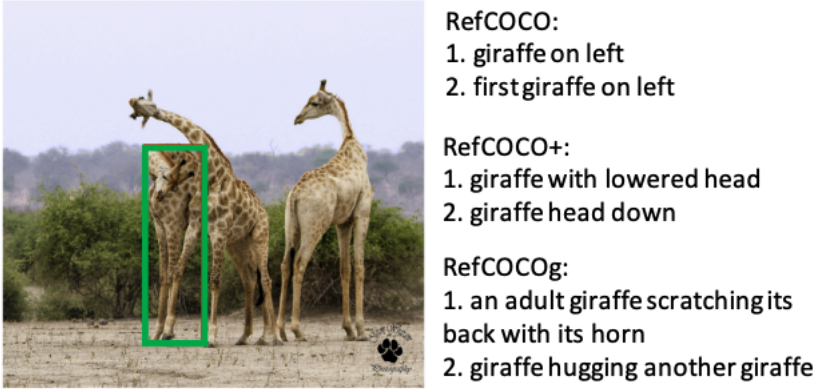 RefCOCO:
1. giraffe on left
2. first giraffe on left
RefCOCO+:
1. giraffe with lowered head
2. giraffe head down
RefCOCOg:
1. an adult giraffe scratching its
back with its horn
2. giraffe hugging another giraffe
Photography